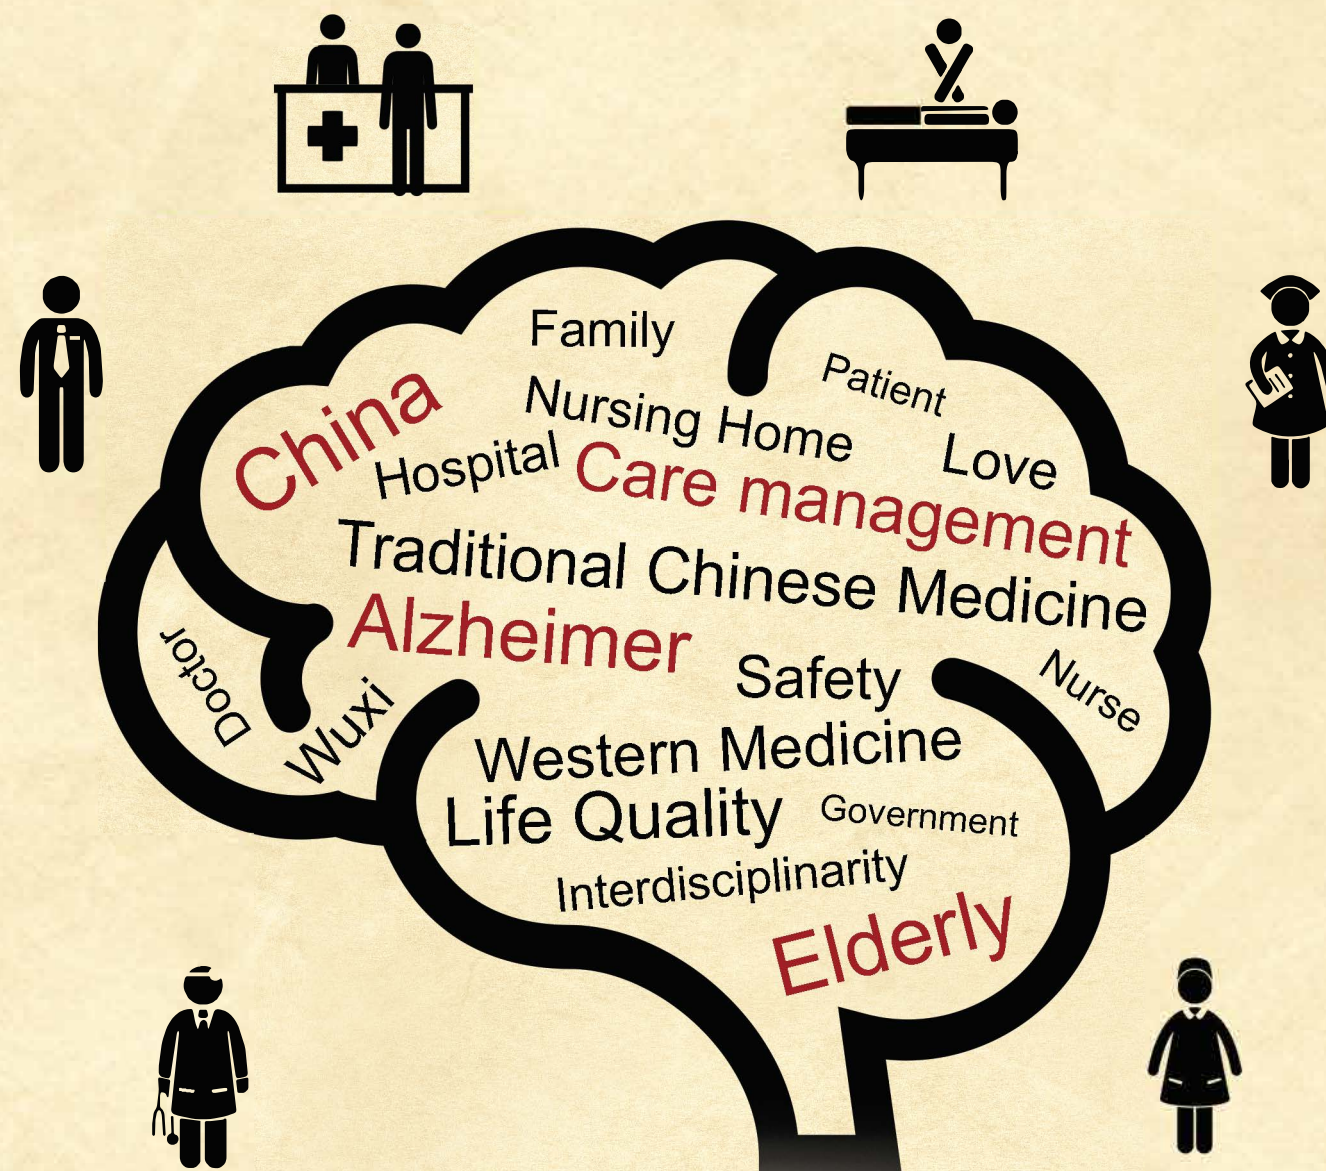 Family
Patient
China
Nursing Home
Love
Hospital
Care management
Traditional Chinese Medicine
Alzheimer
Safety
Nurse
Doctor
Wuxi
Western Medicine
Life Quality
Government
Interdisciplinarity
Elderly